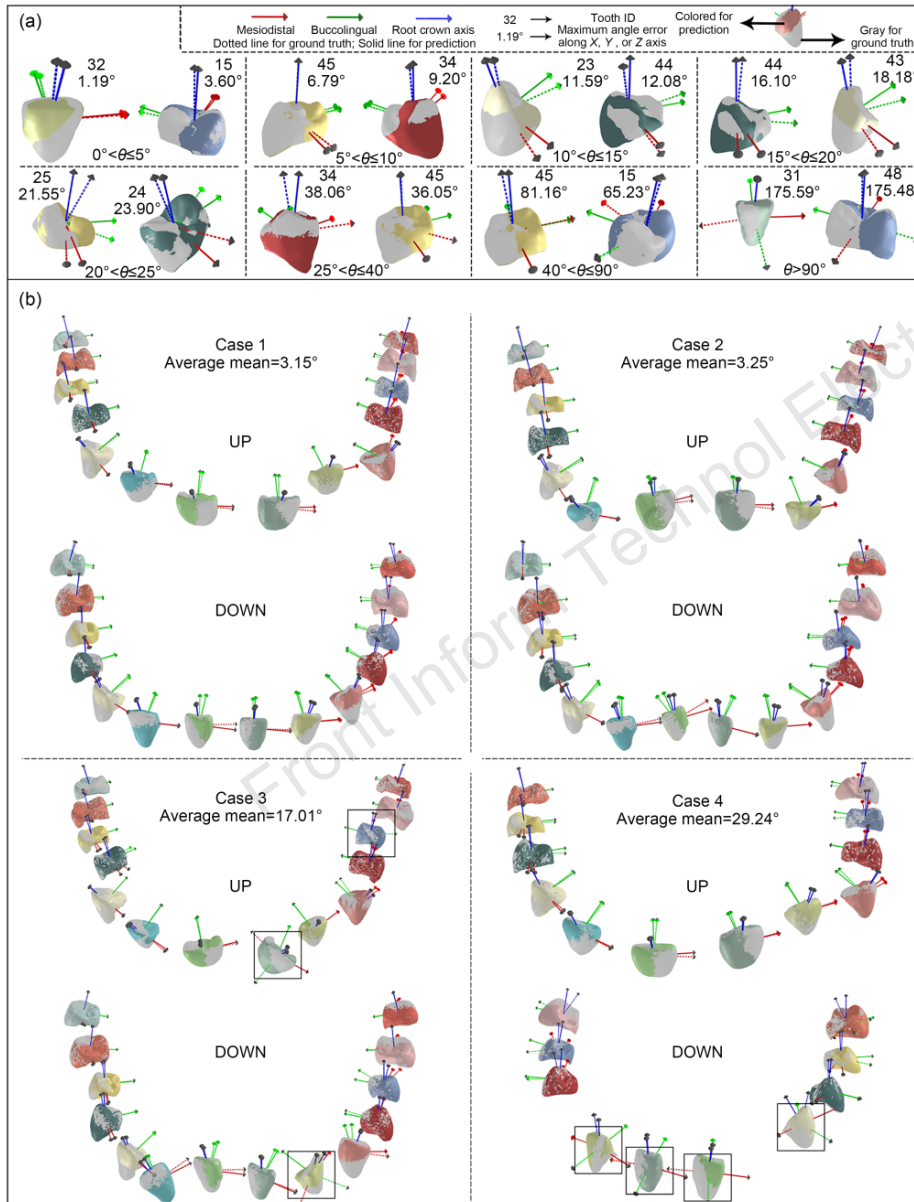 (a)
Mesiodistal Buccolingual Root crown axis
Dotted line for ground truth; Solid line for prediction
32 Tooth ID
1.19° Maximum angle error
along X, Y, or Z axis
Colored for
prediction
Gray for
ground truth
32
1.19°
15
3.60°
0°<θ≤5°
45
6.79°
34
9.20°
5°<θ≤10°
23
11.59°
44
12.08°
10°<θ≤15°
44
16.10°
43
18.18°
15°<θ≤20°
25
21.55°
24
23.90°
20°<θ≤25°
34
38.06°
45
36.05°
25°<θ≤40°
45
81.16°
15
65.23°
40°<θ≤90°
31
175.59°
48
175.48°
θ>90°
(b)
Case 1
Average mean=3.15°
UP
DOWN
Case 2
Average mean=3.25°
UP
DOWN
Case 3
Average mean=17.01°
UP
DOWN
Case 4
Average mean=29.24°
UP
DOWN
Front Inform Technol Elect